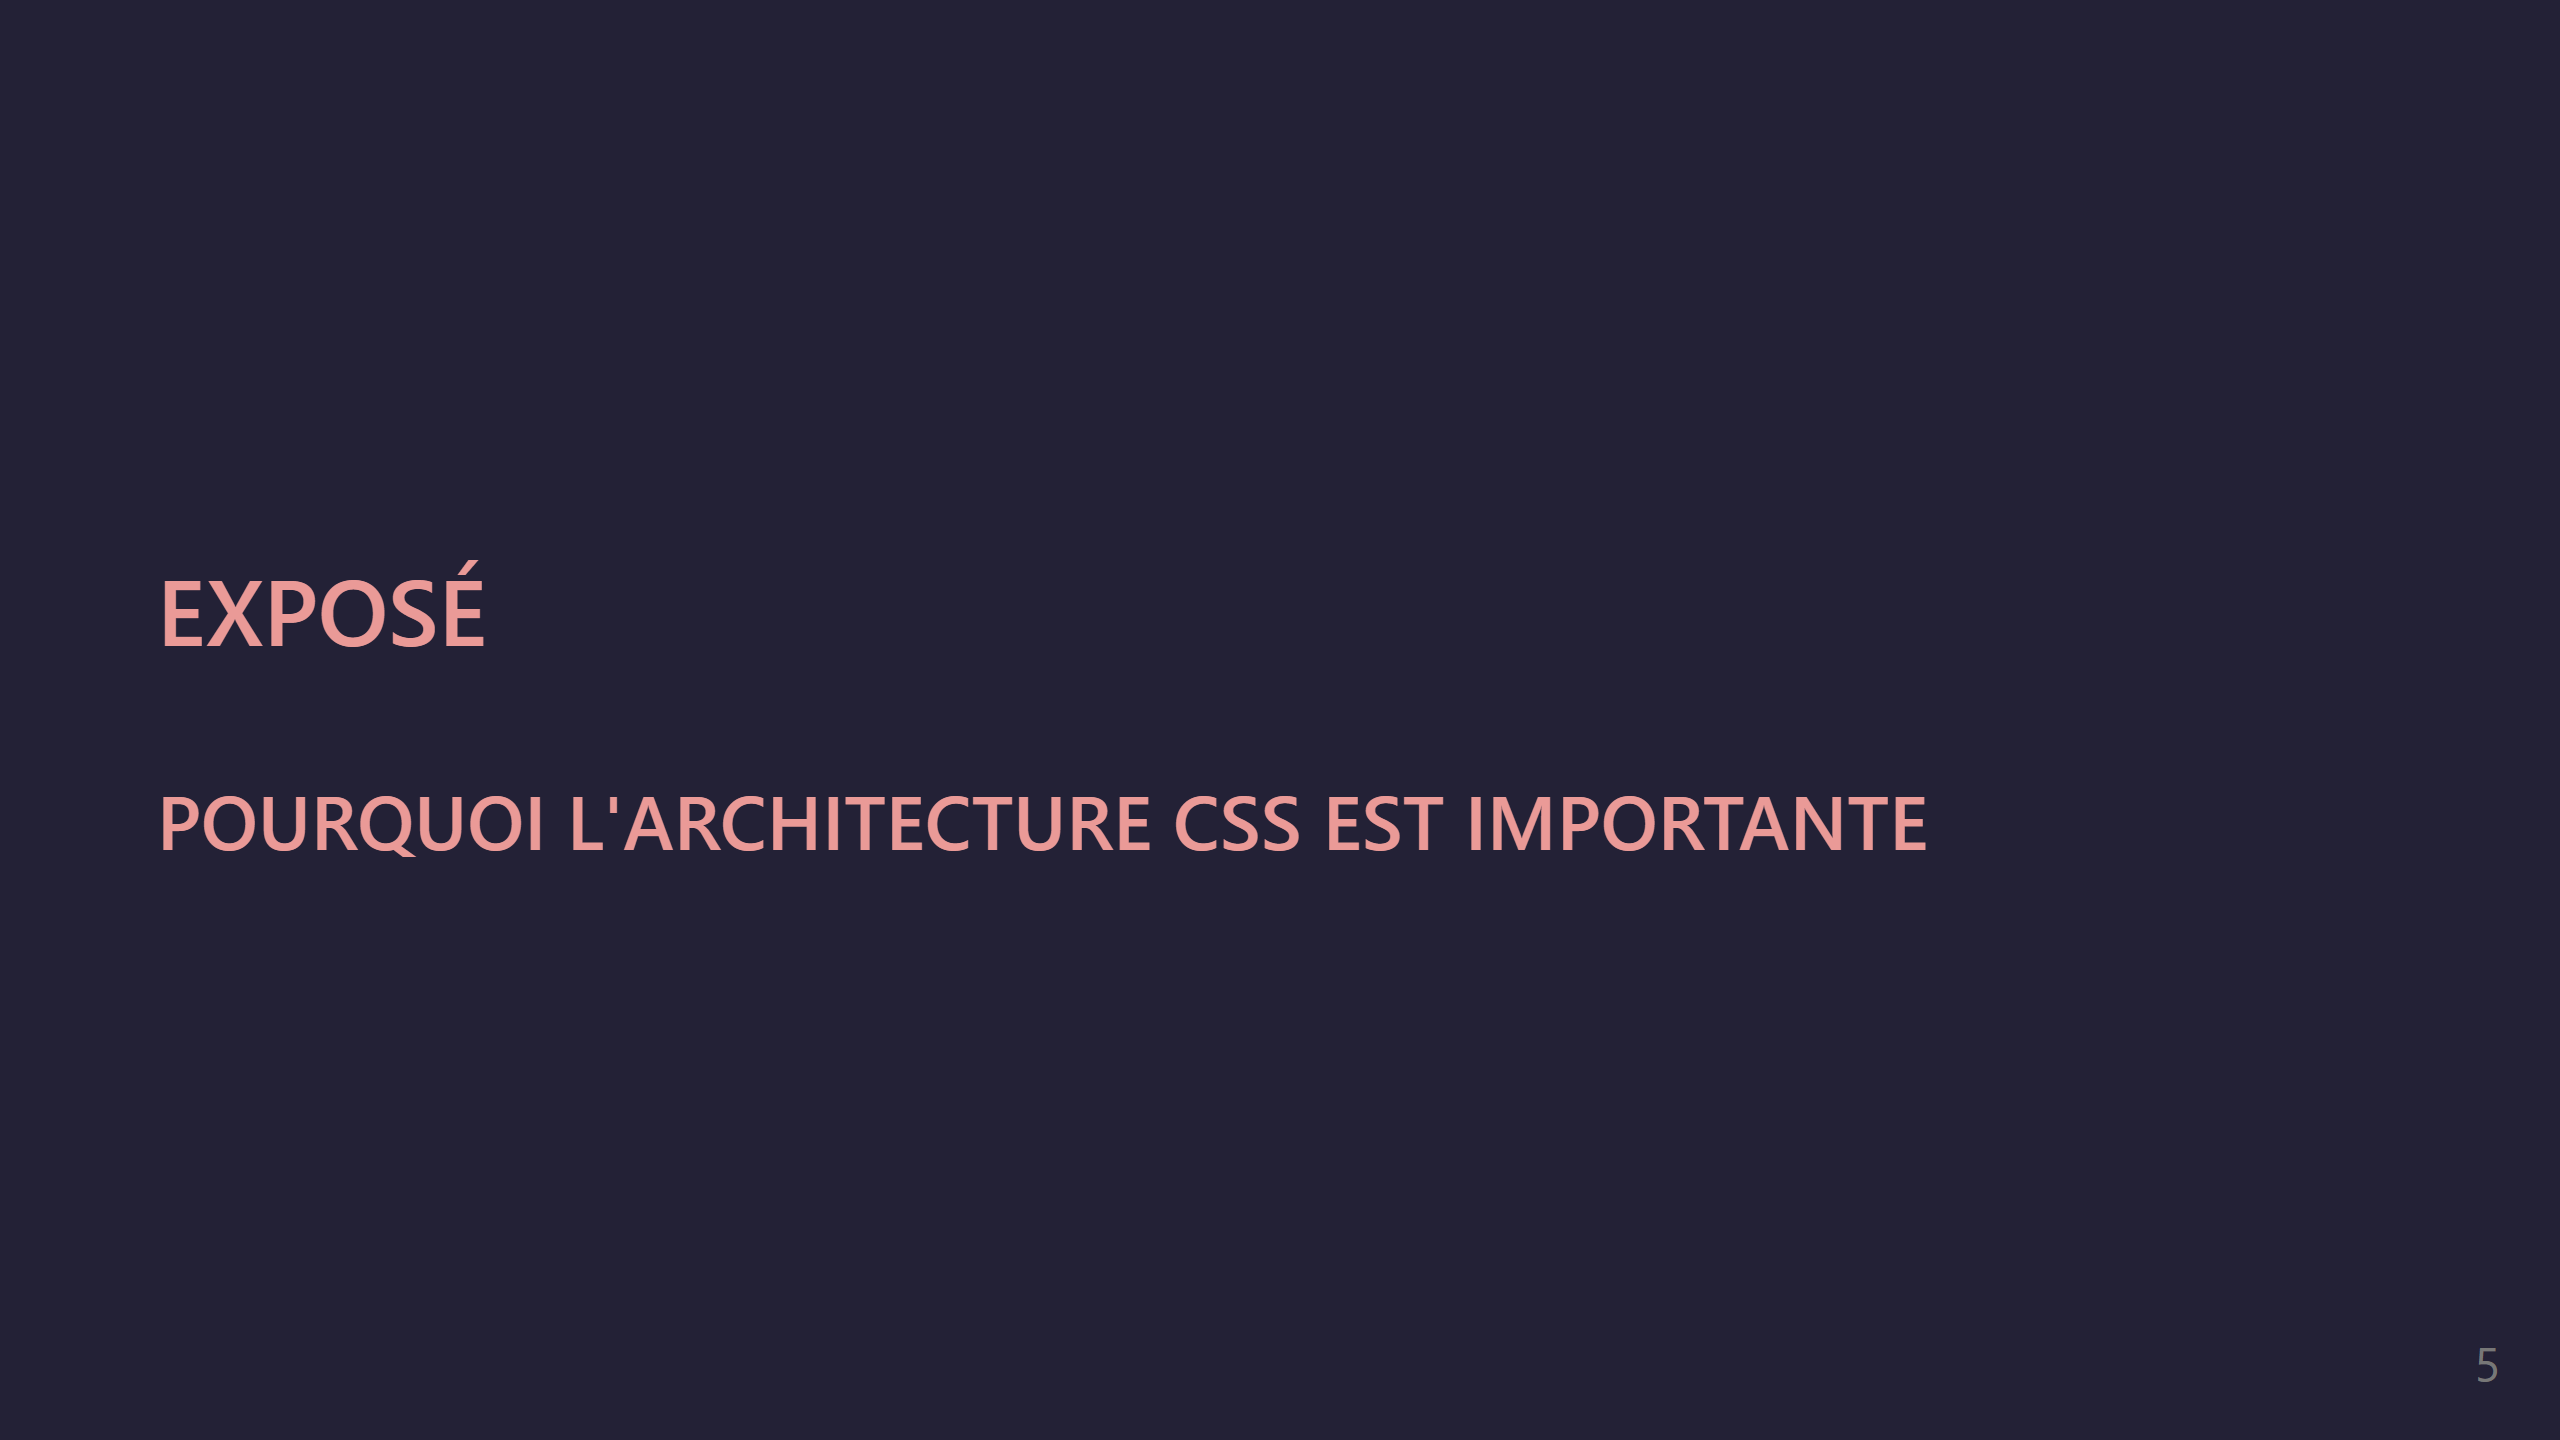 EXPOSÉ
POURQUOI L'ARCHITECTURE CSS EST IMPORTANTE
5